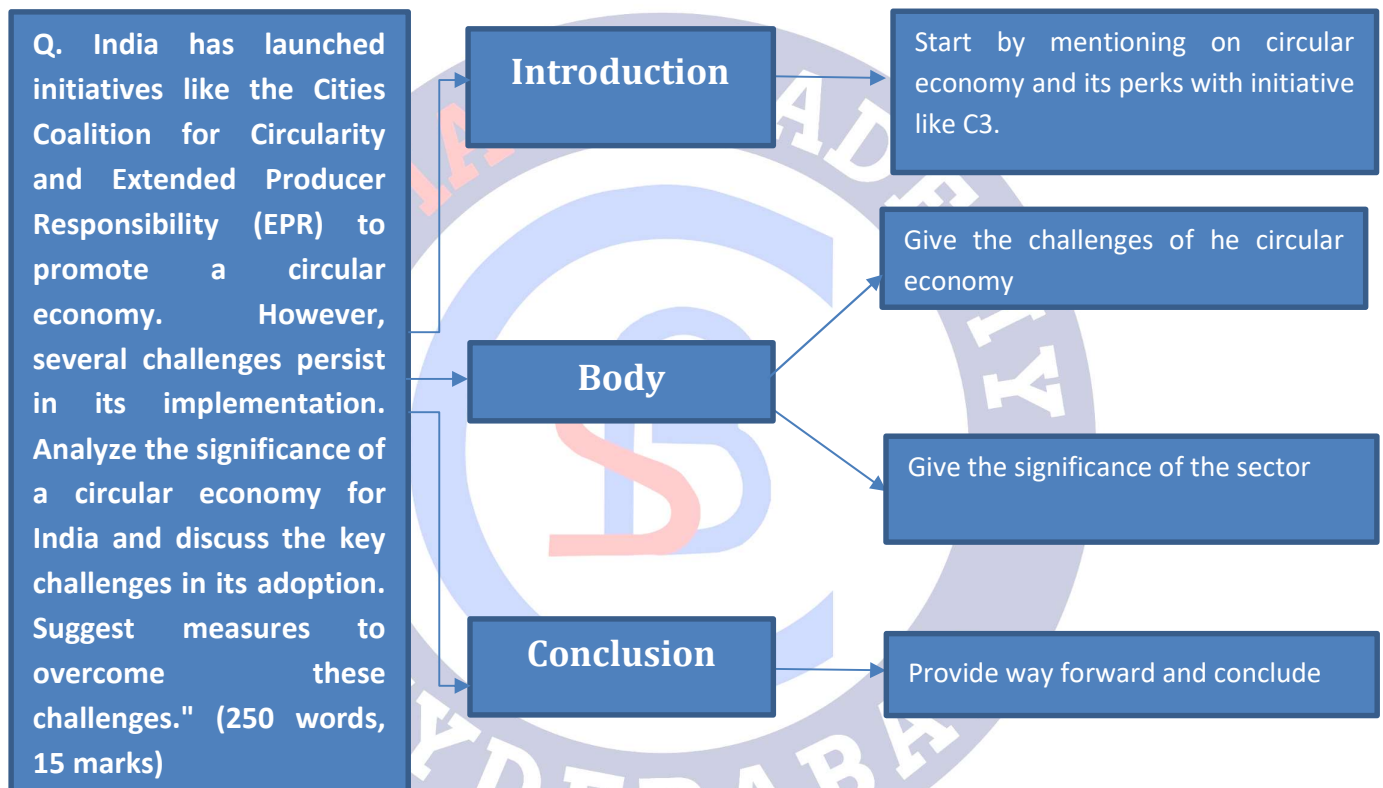 Q. India has launched
initiatives like the Cities
Coalition for Circularity
and Extended Producer
Responsibility (EPR) to
promote a circular
economy. However,
several challenges persist
in its implementation.
Analyze the significance of
a circular economy for
India and discuss the key
challenges in its adoption.
Suggest measures to
overcome these
challenges." (250 words,
15 marks)
Introduction
Start by mentioning on circular
economy and its perks with initiative
like C3.
Body
Give the challenges of he circular
economy
Give the significance of the sector
Conclusion
Provide way forward and conclude